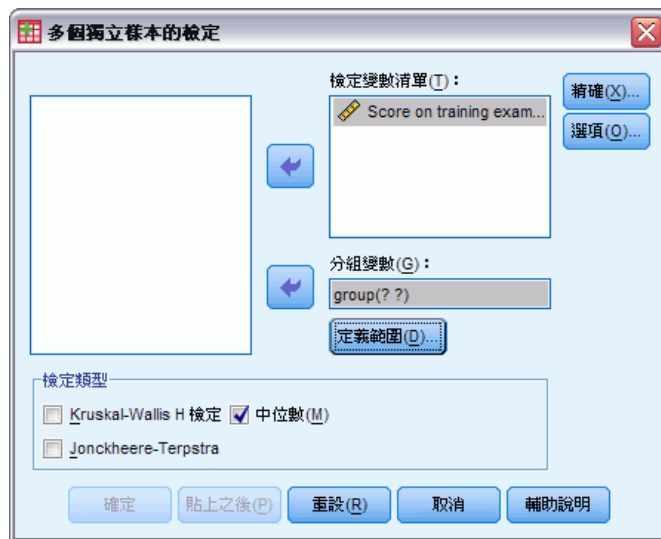 多個獨立樣本的檢定
檢定變數清單(T)：
Score on training exam...
精確(X)...
選項(O)...
分組變數(G)：
group(? ?)
定義範圍(D)...
檢定類型
Kruskal-Wallis H 檢定 中位數(M)
Jonckheere-Terpstra
確定 貼上之後(P) 重設(R) 取消 輔助說明